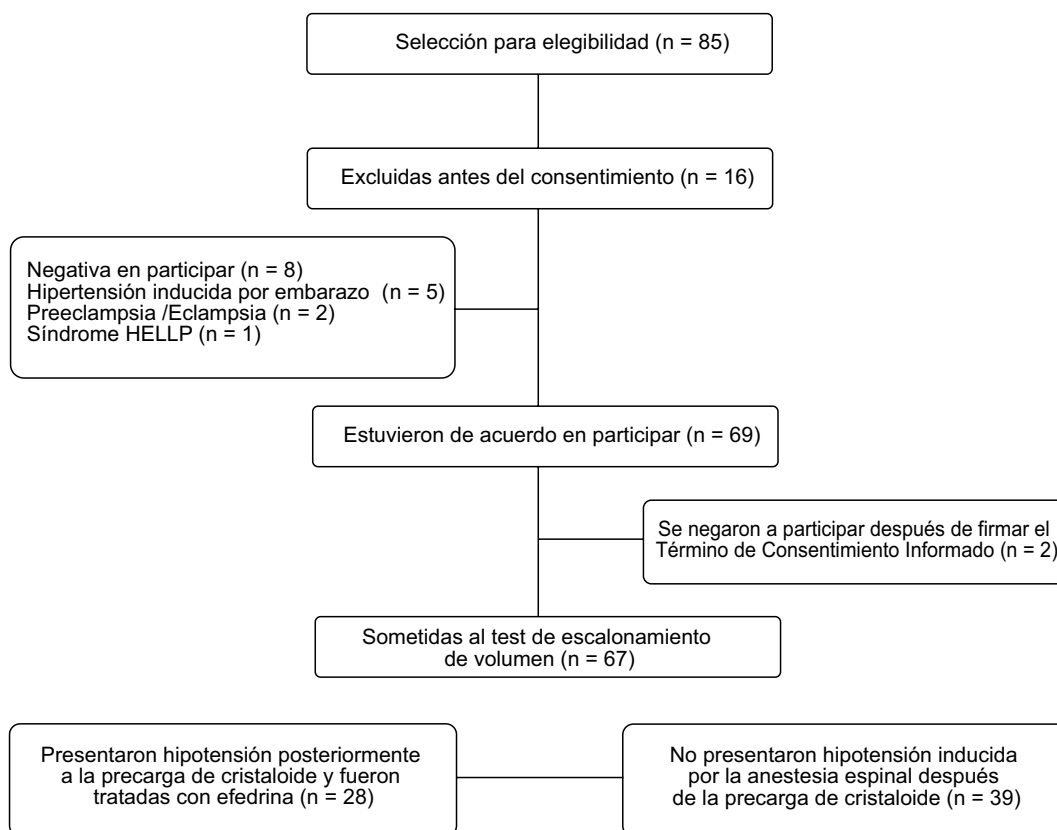 Selección para elegibilidad (n = 85)
Excluidas antes del consentimiento (n = 16)
Negativa en participar (n = 8)
Hipertensión inducida por embarazo (n = 5)
Preeclampsia /Eclampsia (n = 2)
Síndrome HELLP (n = 1)
Estuvieron de acuerdo en participar (n = 69)
Se negaron a participar después de firmar el
Término de Consentimiento Informado (n = 2)
Sometidas al test de escalonamiento
de volumen (n = 67)
Presentaron hipotensión posteriormente
a la precarga de cristaloide y fueron
tratadas con efedrina (n = 28)
No presentaron hipotensión inducida
por la anestesia espinal después
de la precarga de cristaloide (n = 39)